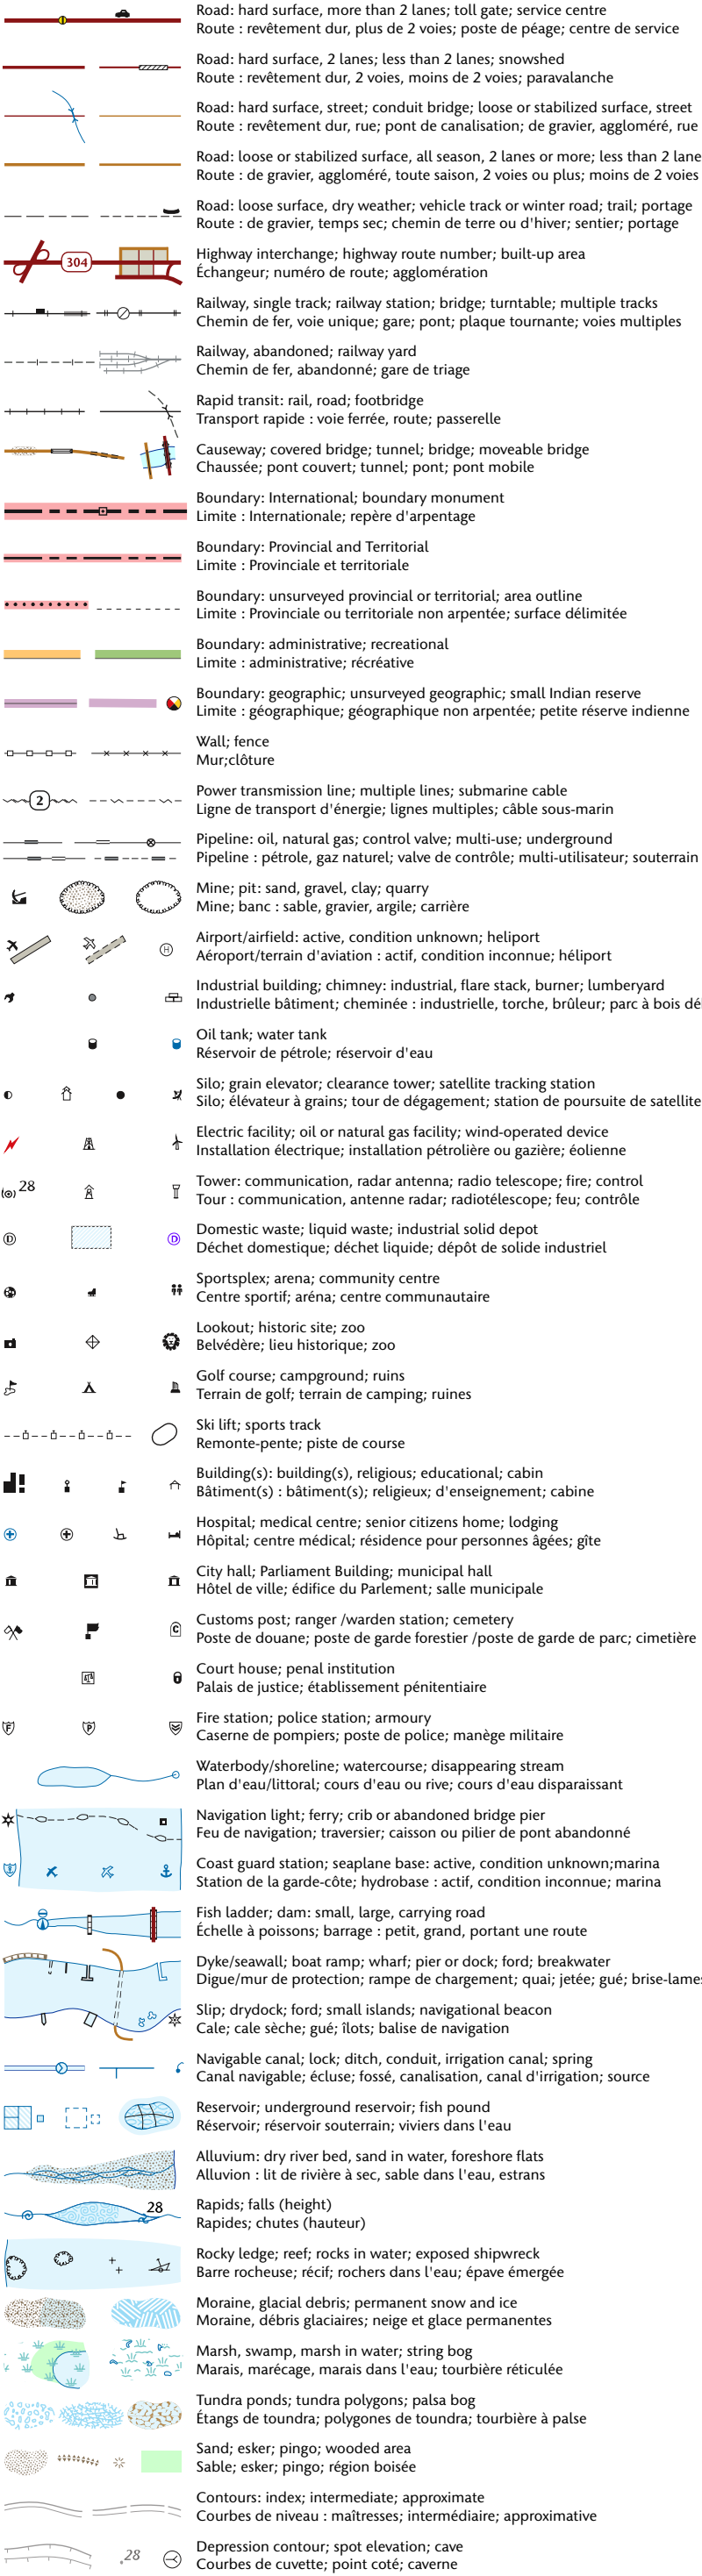 Road: hard surface, more than 2 lanes; toll gate; service centre
Route : revêtement dur, plus de 2 voies; poste de péage; centre de service
Road: hard surface, 2 lanes; less than 2 lanes; snowshed
Route : revêtement dur, 2 voies, moins de 2 voies; paravalanche
Road: hard surface, street; conduit bridge; loose or stabilized surface, street
Route : revêtement dur, rue; pont de canalisation; de gravier, aggloméré, rue
Road: loose or stabilized surface, all season, 2 lanes or more; less than 2 lane
Route : de gravier, aggloméré, toute saison, 2 voies ou plus; moins de 2 voies
Road: loose surface, dry weather; vehicle track or winter road; trail; portage
Route : de gravier, temps sec; chemin de terre ou d'hiver; sentier; portage
304
Highway interchange; highway route number; built-up area
Échangeur; numéro de route; agglomération
Railway, single track; railway station; bridge; turntable; multiple tracks
Chemin de fer, voie unique; gare; pont; plaque tournante; voies multiples
Railway, abandoned; railway yard
Chemin de fer, abandonné; gare de triage
Rapid transit: rail, road; footbridge
Transport rapide : voie ferrée, route; passerelle
Causeway; covered bridge; tunnel; bridge; moveable bridge
Chaussée; pont couvert; tunnel; pont; pont mobile
Boundary: International; boundary monument
Limite : Internationale; repère d'arpentage
Boundary: Provincial and Territorial
Limite : Provinciale et territoriale
Boundary: unsurveyed provincial or territorial; area outline
Limite : Provinciale ou territoriale non arpentée; surface délimitée
Boundary: administrative; recreational
Limite : administrative; récréative
Boundary: geographic; unsurveyed geographic; small Indian reserve
Limite : géographique; géographique non arpentée; petite réserve indienne
Wall; fence
Mur;clôture
2
Power transmission line; multiple lines; submarine cable
Ligne de transport d'énergie; lignes multiples; câble sous-marin
Pipeline: oil, natural gas; control valve; multi-use; underground
Pipeline : pétrole, gaz naturel; valve de contrôle; multi-utilisateur; souterrain
Mine; pit: sand, gravel, clay; quarry
Mine; banc : sable, gravier, argile; carrière
H
Airport/airfield: active, condition unknown; heliport
Aéroport/terrain d'aviation : actif, condition inconnue; héliport
Industrial building; chimney: industrial, flare stack, burner; lumberyard
Industrielle bâtiment; cheminée : industrielle, torche, brûleur; parc à bois dé
Oil tank; water tank
Réservoir de pétrole; réservoir d'eau
Silo; grain elevator; clearance tower; satellite tracking station
Silo; élévateur à grains; tour de dégagement; station de poursuite de satellite
Electric facility; oil or natural gas facility; wind-operated device
Installation électrique; installation pétrolière ou gazière; éolienne
28
Tower: communication, radar antenna; radio telescope; fire; control
Tour : communication, antenne radar; radiotélescope; feu; contrôle
D D
Domestic waste; liquid waste; industrial solid depot
Déchet domestique; déchet liquide; dépôt de solide industriel
Sportsplex; arena; community centre
Centre sportif; aréna; centre communautaire
Lookout; historic site; zoo
Belvédère; lieu historique; zoo
Golf course; campground; ruins
Terrain de golf; terrain de camping; ruines
Ski lift; sports track
Remonte-pente; piste de course
Building(s): building(s), religious; educational; cabin
Bâtiment(s) : bâtiment(s); religieux; d'enseignement; cabine
Hospital; medical centre; senior citizens home; lodging
Hôpital; centre médical; résidence pour personnes âgées; gîte
City hall; Parliament Building; municipal hall
Hôtel de ville; édifice du Parlement; salle municipale
C
Customs post; ranger /warden station; cemetery
Poste de douane; poste de garde forestier /poste de garde de parc; cimetière
Court house; penal institution
Palais de justice; établissement pénitentiaire
F P
Fire station; police station; armoury
Caserne de pompiers; poste de police; manège militaire
Waterbody/shoreline; watercourse; disappearing stream
Plan d'eau/littoral; cours d'eau ou rive; cours d'eau disparaissant
Navigation light; ferry; crib or abandoned bridge pier
Feu de navigation; traversier; caisson ou pilier de pont abandonné
Coast guard station; seaplane base: active, condition unknown;marina
Station de la garde-côte; hydrobase : actif, condition inconnue; marina
Fish ladder; dam: small, large, carrying road
Échelle à poissons; barrage : petit, grand, portant une route
Dyke/seawall; boat ramp; wharf; pier or dock; ford; breakwater
Digue/mur de protection; rampe de chargement; quai; jetée; gué; brise-lames
Slip; drydock; ford; small islands; navigational beacon
Cale; cale sèche; gué; îlots; balise de navigation
Navigable canal; lock; ditch, conduit, irrigation canal; spring
Canal navigable; écluse; fossé, canalisation, canal d'irrigation; source
Reservoir; underground reservoir; fish pound
Réservoir; réservoir souterrain; viviers dans l'eau
Alluvium: dry river bed, sand in water, foreshore flats
Alluvion : lit de rivière à sec, sable dans l'eau, estrans
28
Rapids; falls (height)
Rapides; chutes (hauteur)
Rocky ledge; reef; rocks in water; exposed shipwreck
Barre rocheuse; récif; rochers dans l'eau; épave émergée
Moraine, glacial debris; permanent snow and ice
Moraine, débris glaciaires; neige et glace permanentes
Marsh, swamp, marsh in water; string bog
Marais, marécage, marais dans l'eau; tourbière réticulée
Tundra ponds; tundra polygons; palsa bog
Étangs de toundra; polygones de toundra; tourbière à palse
Sand; esker; pingo; wooded area
Sable; esker; pingo; région boisée
Contours: index; intermediate; approximate
Courbes de niveau : maîtresses; intermédiaire; approximative
.28
Depression contour; spot elevation; cave
Courbes de cuvette; point coté; caverne